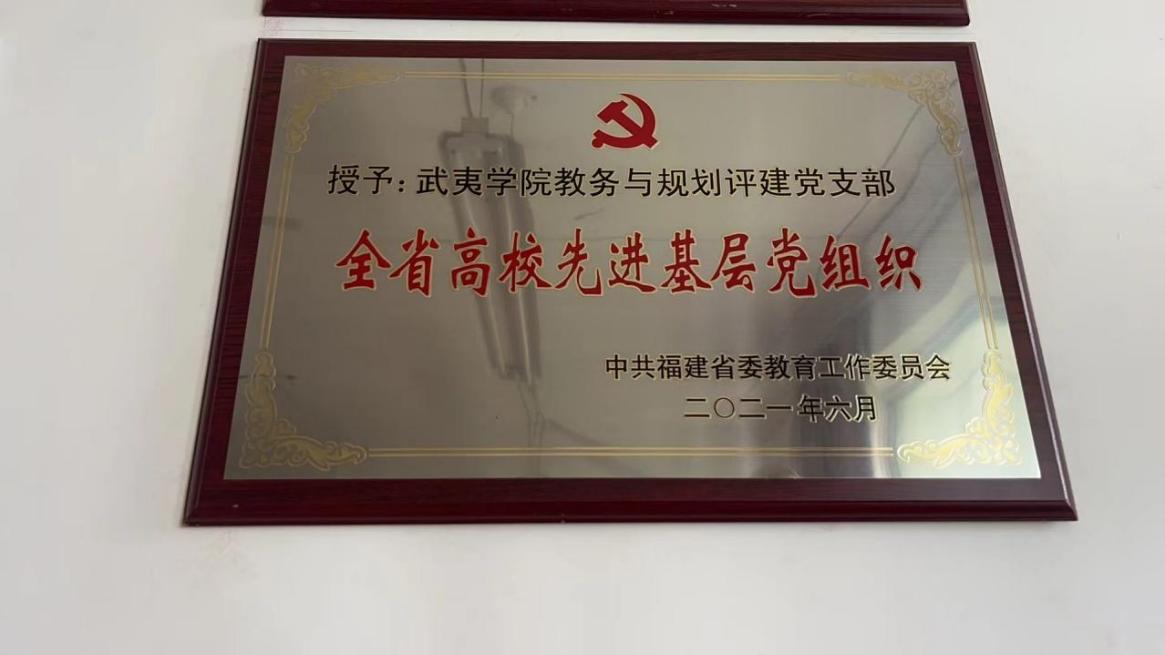 授予：武夷学院教务与规划评建党支部
全省高校先进基层党组织
中共福建省委教育工作委员会
二〇二一年六月